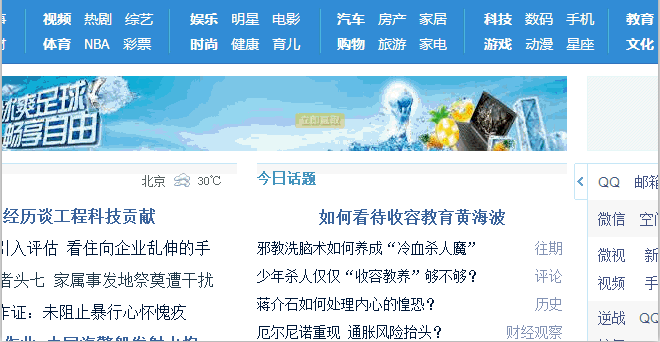 视频 热剧 综艺 娱乐 明星 电影 汽车 房产 家居 科技 数码 手机 教育
体育 NBA 彩票 时尚 健康 育儿 购物 旅游 家电 游戏 动漫 星座 文化
冰爽足球
畅享自由
北京 30℃
经历谈工程科技贡献
引入评估 看住向企业乱伸的手
者头七 家属事发地祭莫遭干扰
作证：未阻止暴行心怀愧疚
今日话题
如何看待收容教育黄海波
邪教洗脑术如何养成“冷血杀人魔” 往期
少年杀人仅仅“收容教养”够不够？ 评论
蒋介石如何处理内心的惶恐？ 历史
厄尔尼诺重现 通胀风险抬头？ 财经观察
QQ 邮箱
微信 空
微视 新
视频 手
逆战 QQ